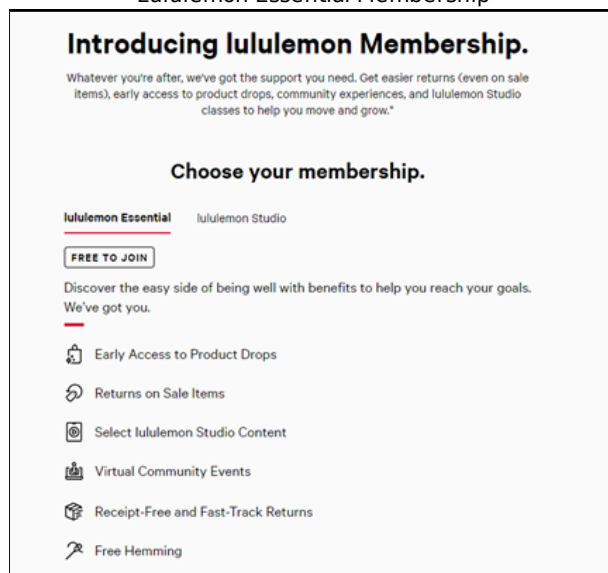 Lululemon Essential Membership
Introducing lululemon Membership.
Whatever you're after, we've got the support you need. Get easier returns (even on sale
items), early access to product drops, community experiences, and lululemon Studio
classes to help you move and grow.*
Choose your membership.
lululemon Essential lululemon Studio
FREE TO JOIN
Discover the easy side of being well with benefits to help you reach your goals.
We've got you.
Early Access to Product Drops
Returns on Sale Items
Select lululemon Studio Content
Virtual Community Events
Receipt-Free and Fast-Track Returns
Free Hemming